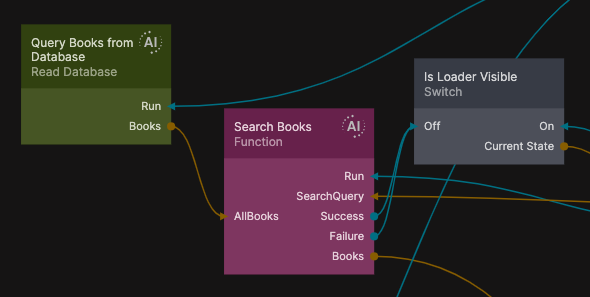 Query Books from
Database
AI
Read Database
Run
Books
Search Books
AI
Function
Run
SearchQuery
AllBooks
Success
Failure
Books
Is Loader Visible
Switch
Off
On
Current State